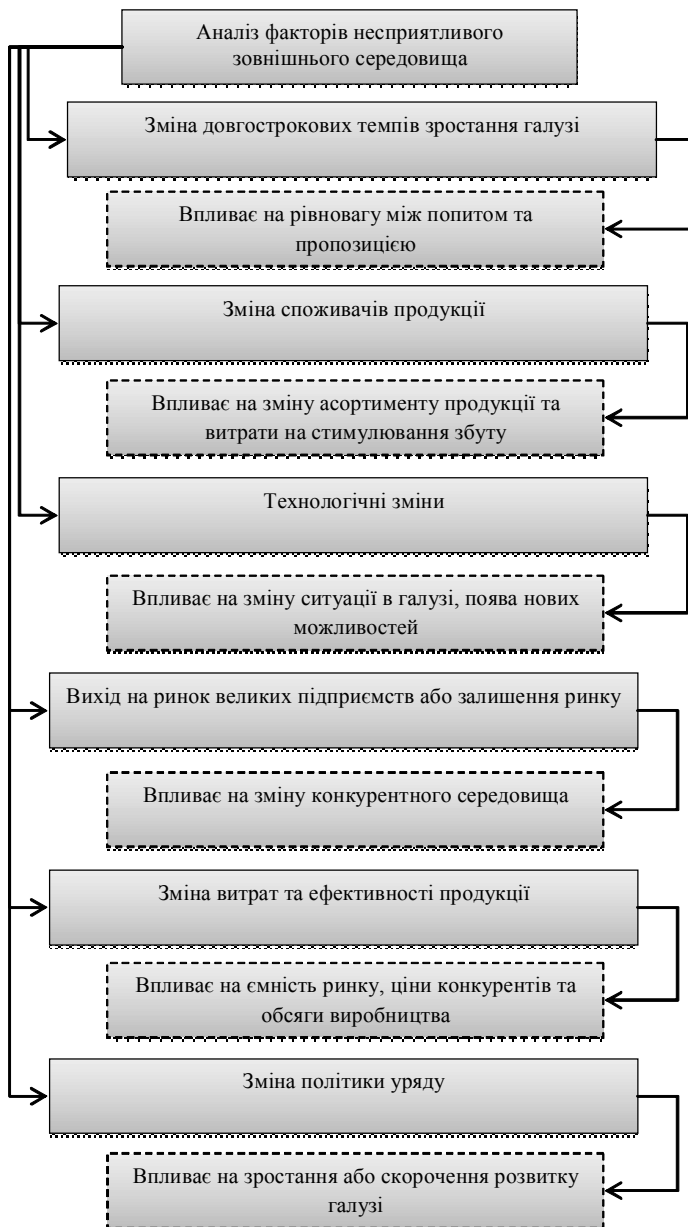 Аналіз факторів несприятливого
зовнішнього середовища
Зміна довгострокових темпів зростання галузі
Впливає на рівновагу між попитом та
пропозицією
Зміна споживачів продукції
Впливає на зміну асортименту продукції та
витрати на стимулювання збуту
Технологічні зміни
Впливає на зміну ситуації в галузі, поява нових
можливостей
Вихід на ринок великих підприємств або залишення ринку
Впливає на зміну конкурентного середовища
Зміна витрат та ефективності продукції
Впливає на ємність ринку, ціни конкурентів та
обсяги виробництва
Зміна політики уряду
Впливає на зростання або скорочення розвитку
галузі